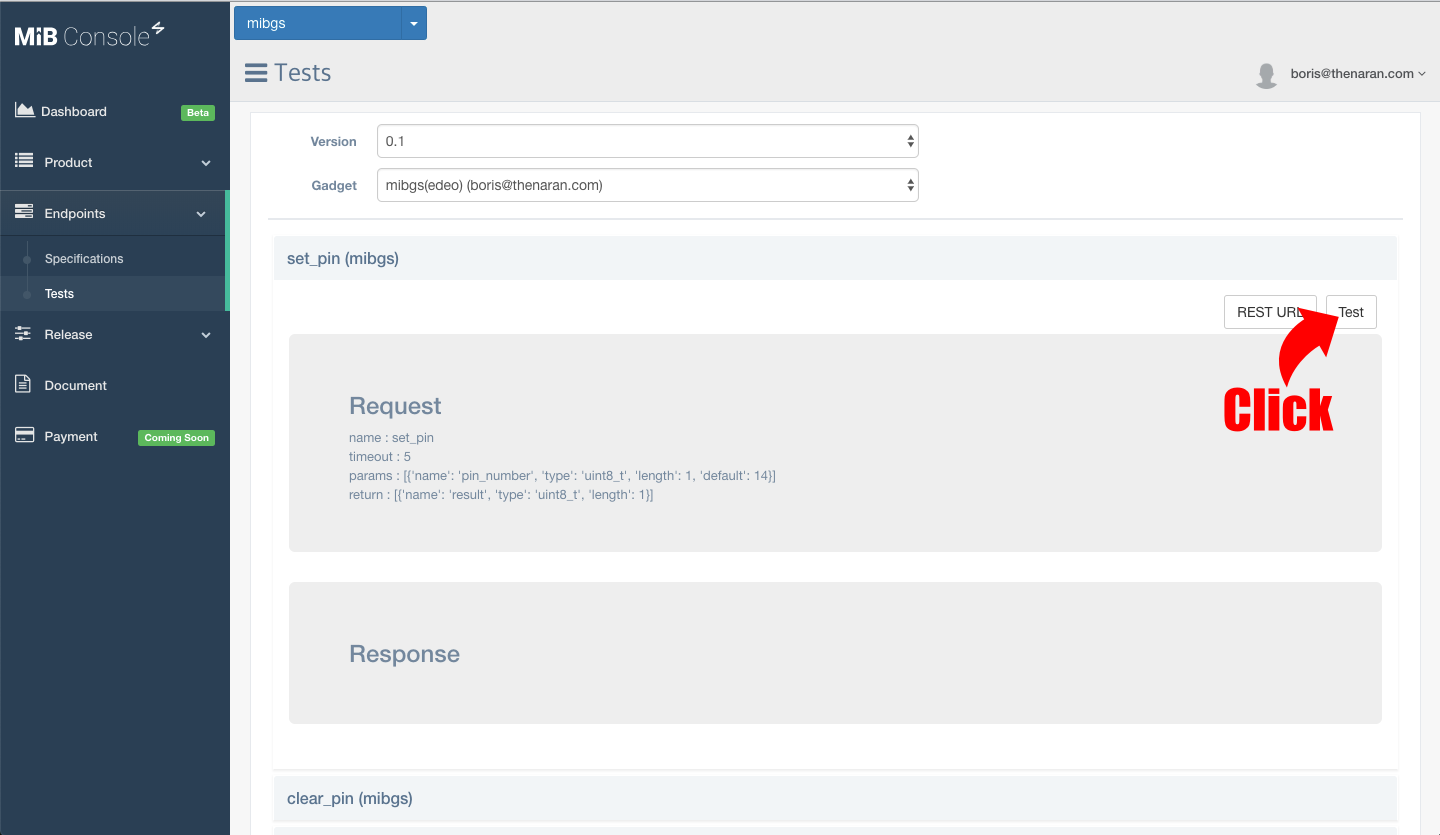 mibgs
MiB Console
Tests
boris@thenaran.com
Dashboard Beta
Product
Endpoints
Specifications
Tests
Release
Document
Payment Coming Soon
Version 0.1
Gadget mibgs(edeo) (boris@thenaran.com)
set_pin (mibgs)
REST URL Test
Click
Request
name : set_pin
timeout : 5
params : [{'name': 'pin_number', 'type': 'uint8_t', 'length': 1, 'default': 14}]
return : [{'name': 'result', 'type': 'uint8_t', 'length': 1}]
Response
clear_pin (mibgs)